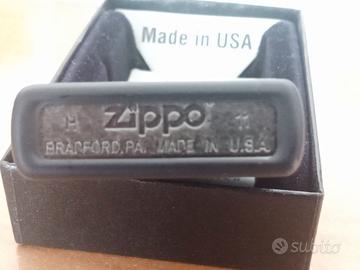 Made in USA
H zippo 11
BRADFORD, PA. MADE IN U.S.A.
subito